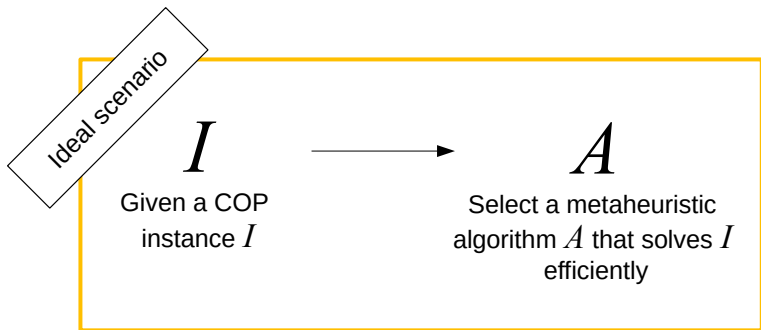 Ideal scenario
I
Given a COP
instance I
A
Select a metaheuristic
algorithm A that solves I
efficiently